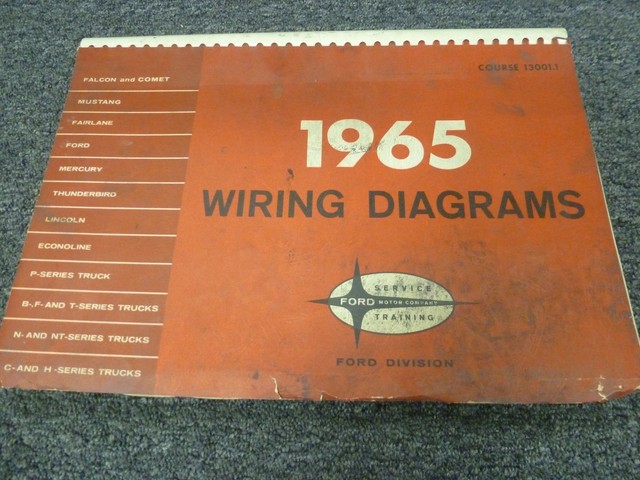 COURSE 13001.1
FALCON and COMET
MUSTANG
FAIRLANE
FORD
MERCURY
THUNDERBIRD
LINCOLN
ECONOLINE
P-SERIES TRUCK
B-,F- AND T-SERIES TRUCKS
N- AND NT-SERIES TRUCKS
C- AND H-SERIES TRUCKS
1965
WIRING DIAGRAMS
SERVICE
FORD MOTOR COMPANY
TRAINING
FORD DIVISION